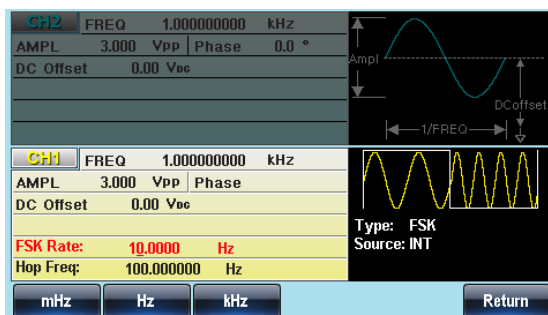 CH2 FREQ 1.000000000 kHz
AMPL 3.000 Vpp Phase 0.0 °
DC Offset 0.00 VDC
Ampl
DCoffset
1/FREQ
CH1 FREQ 1.000000000 kHz
AMPL 3.000 Vpp Phase
DC Offset 0.00 VDC
FSK Rate: 10.0000 Hz
Hop Freq: 100.000000 Hz
Type: FSK
Source: INT
mHz Hz kHz Return